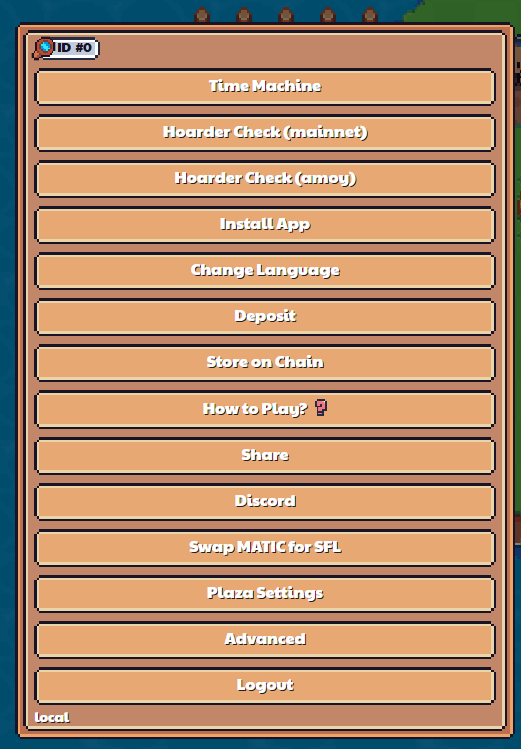 ID #0
Time Machine
Hoarder Check (mainnet)
Hoarder Check (amoy)
Install App
Change Language
Deposit
Store on Chain
How to Play? ?
Share
Discord
Swap MATIC for SFL
Plaza Settings
Advanced
Logout
local